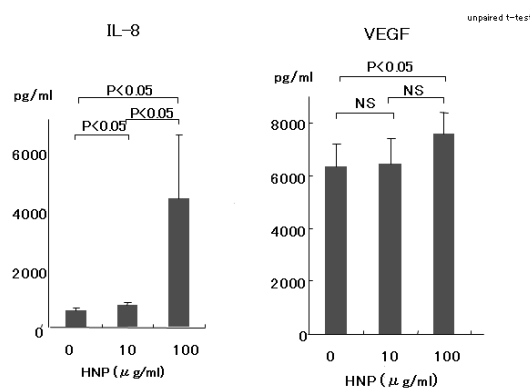 unpaired t-test
IL-8
pg/ml
P<0.05
P<0.05
P<0.05
6000
4000
2000
0
0 10 100
HNP ( μ g/ml)
VEGF
pg/ml
P<0.05
NS
NS
8000
6000
4000
2000
0
0 10 100
HNP ( μ g/ml)